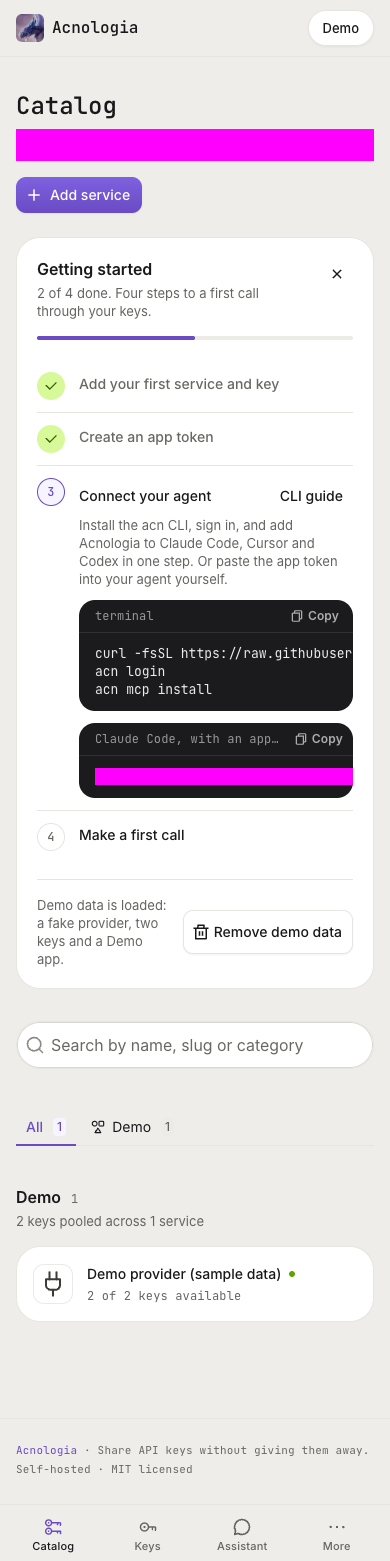 Acnologia
Demo
Catalog
Add service
Getting started
2 of 4 done. Four steps to a first call
through your keys.
Add your first service and key
Create an app token
3
Connect your agent
CLI guide
Install the acn CLI, sign in, and add
Acnologia to Claude Code, Cursor and
Codex in one step. Or paste the app token
into your agent yourself.
terminal
Copy
curl -fsSL https://raw.githubuser
acn login
acn mcp install
Claude Code, with an app…
Copy
4
Make a first call
Demo data is loaded:
a fake provider, two
keys and a Demo
app.
Remove demo data
Search by name, slug or category
All 1
Demo 1
Demo 1
2 keys pooled across 1 service
Demo provider (sample data)
2 of 2 keys available
Acnologia · Share API keys without giving them away.
Self-hosted · MIT licensed
Catalog
Keys
Assistant
More